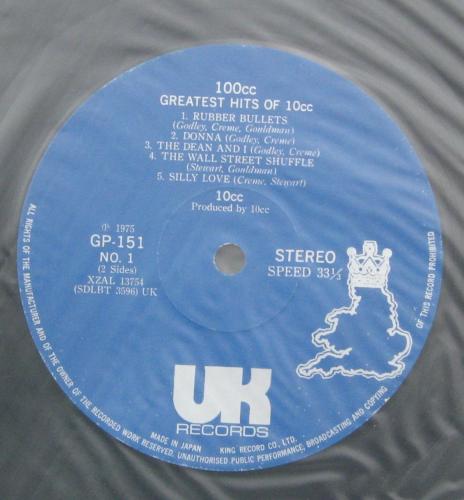 100cc
GREATEST HITS OF 10cc
1. RUBBER BULLETS
(Godley, Creme, Gouldman)
2. DONNA (Godley, Creme)
3. THE DEAN AND I (Godley, Creme)
4. THE WALL STREET SHUFFLE
(Stewart, Gouldman)
5. SILLY LOVE (Creme, Stewart)
10cc
Produced by 10cc
Ⓟ 1975
GP-151
NO. 1
(2 Sides)
XZAL 13754
(SDLBT 3596) UK
STEREO
SPEED 33⅓
UK
RECORDS
MADE IN JAPAN KING RECORD CO., LTD.
ALL RIGHTS OF THE MANUFACTURER AND OF THE OWNER OF THE RECORDED WORK RESERVED, UNAUTHORISED PUBLIC PERFORMANCE, BROADCASTING AND COPYING OF THIS RECORD PROHIBITED